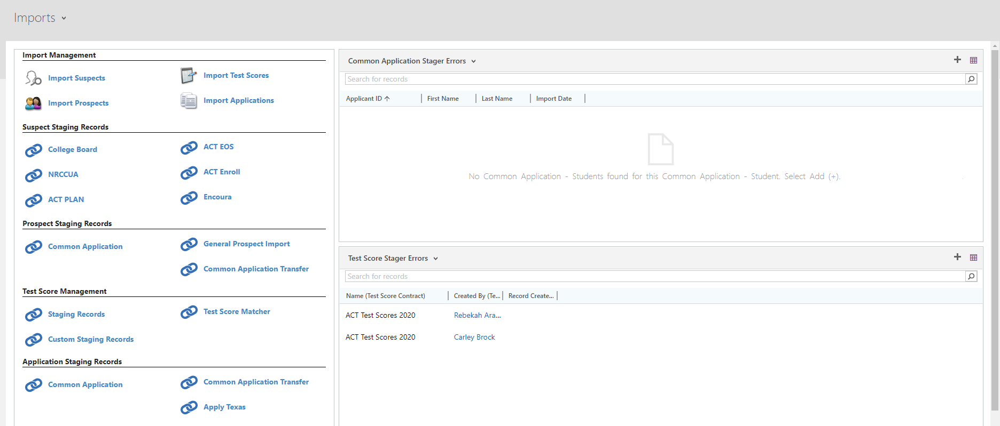 Imports
Import Management
Import Suspects
Import Test Scores
Import Prospects
Import Applications
Suspect Staging Records
College Board
ACT EOS
NRCCUA
ACT Enroll
ACT PLAN
Encoura
Prospect Staging Records
Common Application
General Prospect Import
Common Application Transfer
Test Score Management
Staging Records
Test Score Matcher
Custom Staging Records
Application Staging Records
Common Application
Common Application Transfer
Apply Texas
Common Application Stager Errors
Search for records
Applicant ID First Name Last Name Import Date
No Common Application - Students found for this Common Application - Student. Select Add (+).
Test Score Stager Errors
Search for records
Name (Test Score Contract) Created By (Te... Record Create...
ACT Test Scores 2020 Rebekah Ara...
ACT Test Scores 2020 Carley Brock